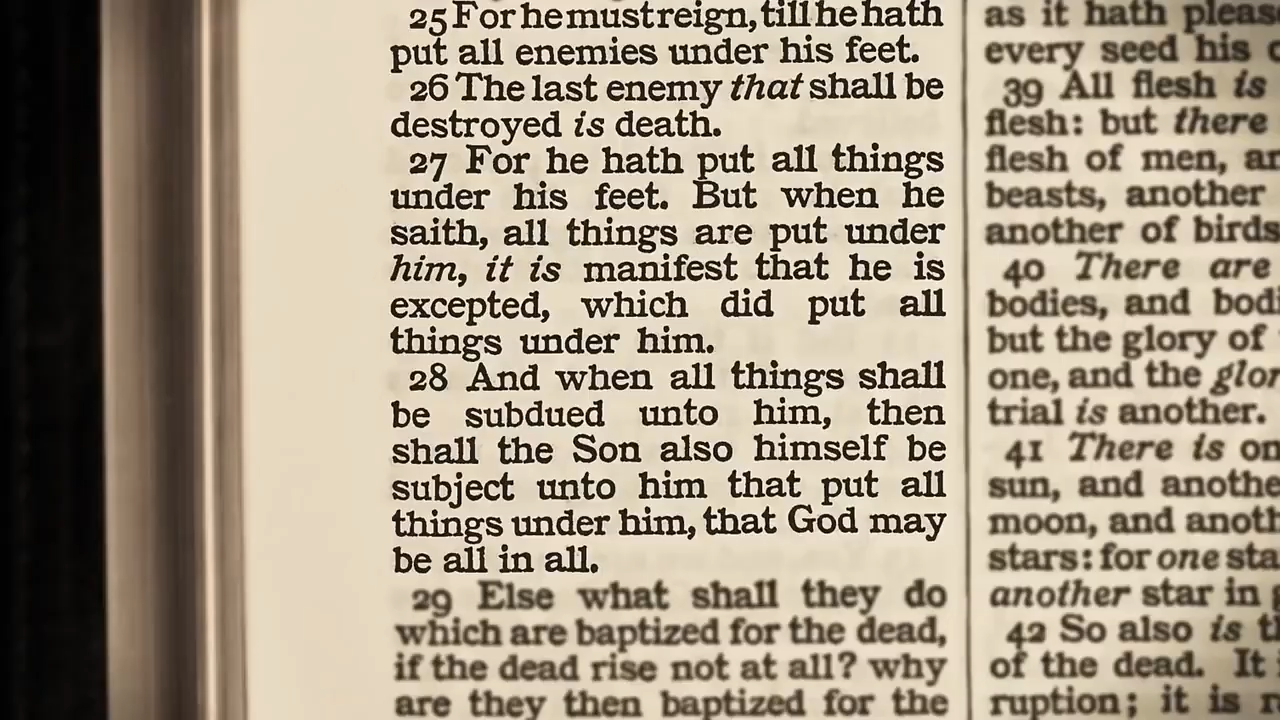 25 For he must reign, till he hath
put all enemies under his feet.
26 The last enemy that shall be
destroyed is death.
27 For he hath put all things
under his feet. But when he
saith, all things are put under
him, it is manifest that he is
excepted, which did put all
things under him.
28 And when all things shall
be subdued unto him, then
shall the Son also himself be
subject unto him that put all
things under him, that God may
be all in all.
29 Else what shall they do
which are baptized for the dead,
if the dead rise not at all? why
are they then baptized for the
as it hath
every seed his
39 All flesh is
flesh: but there
flesh of men,
beasts, another
another of birds
40 There are
bodies, and
but the glory of
one, and the
trial is another.
41 There is
sun, and
moon, and
stars: for one
another star in
42 So also is
of the dead. It
ruption; it is